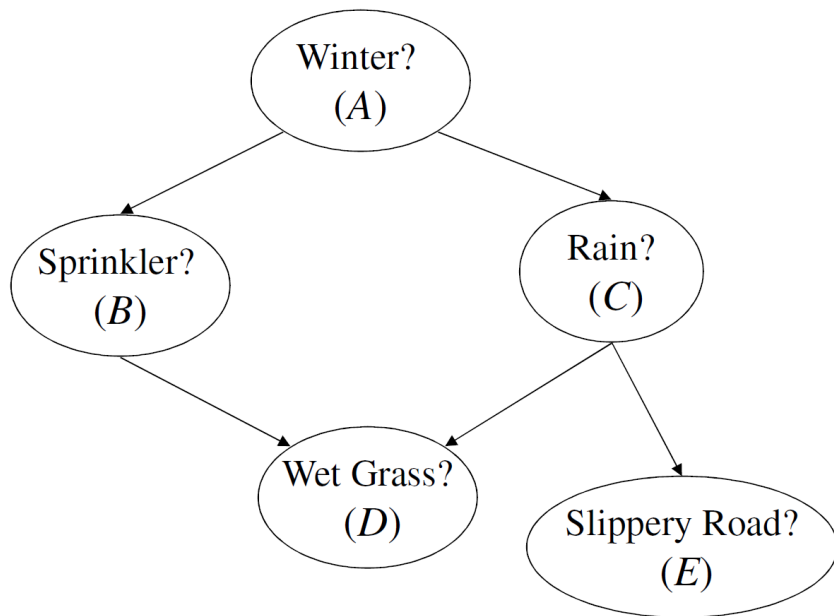 Winter?
(A)
Sprinkler?
(B)
Rain?
(C)
Wet Grass?
(D)
Slippery Road?
(E)